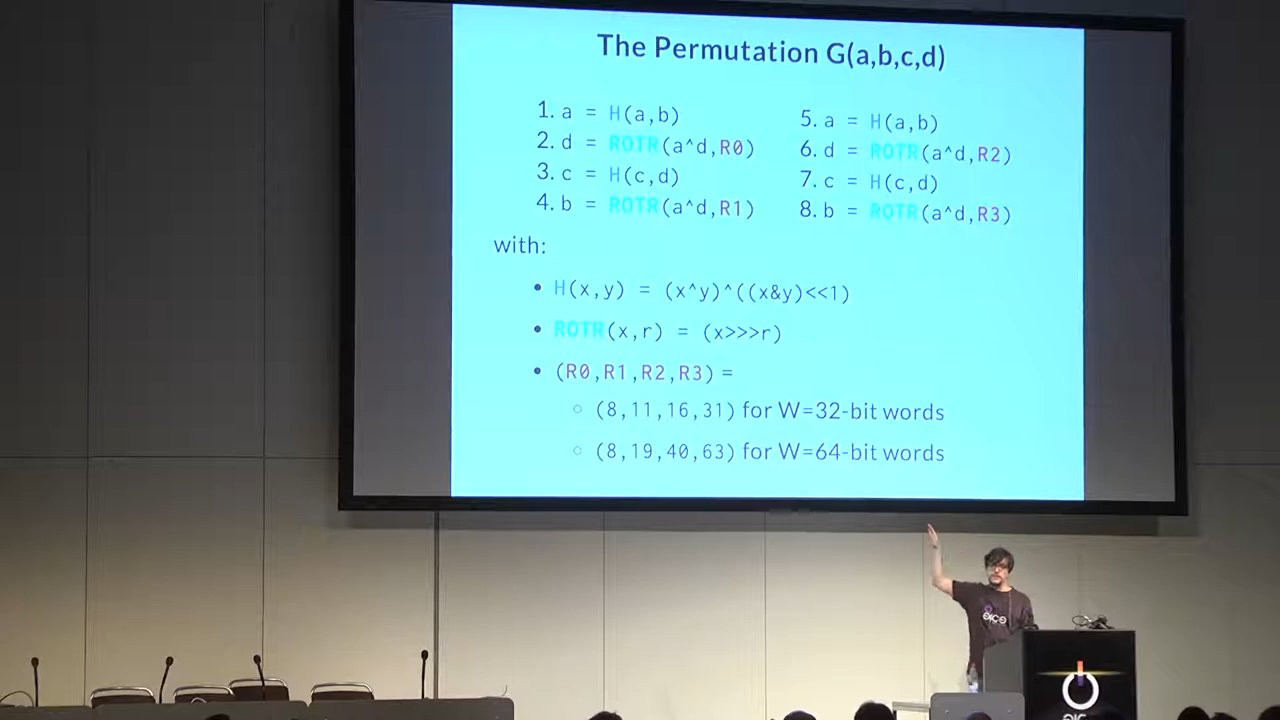 The Permutation G(a,b,c,d)
1. a = H(a,b)
2. d = ROTR(a^d,R0)
3. c = H(c,d)
4. b = ROTR(a^d,R1)
5. a = H(a,b)
6. d = ROTR(a^d,R2)
7. c = H(c,d)
8. b = ROTR(a^d,R3)
with:
• H(x,y) = (x^y)^((x&y)<<1)
• ROTR(x,r) = (x>>>r)
• (R0,R1,R2,R3) =
○ (8,11,16,31) for W=32-bit words
○ (8,19,40,63) for W=64-bit words